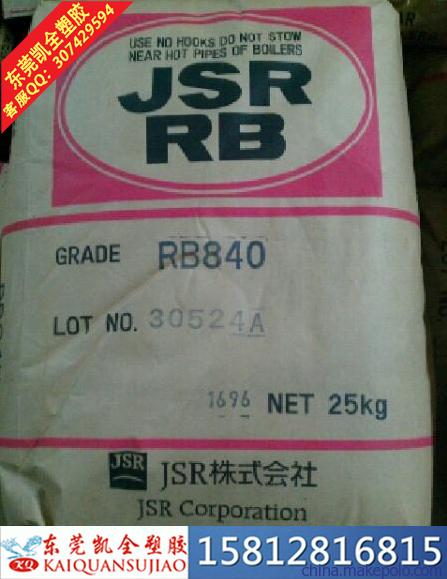 东莞凯全塑胶
客服QQ：307429594
USE NO HOOKS DO NOT STOW
NEAR HOT PIPES OF BOILERS
JSR
RB
GRADE RB840
LOT NO. 30524A
1696 NET 25kg
JSR JSR株式会社
JSR Corporation
china.makepolo.com
XQ 东莞凯全塑胶 15812816815
KAIQUANSUJIAO